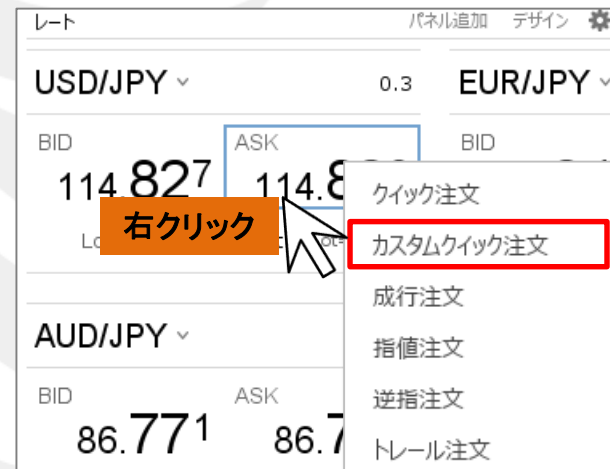 レート パネル追加 デザイン
USD/JPY 0.3 EUR/JPY
BID ASK BID
114.827 114.8
右クリック
クイック注文
カスタムクイック注文
成行注文
AUD/JPY
指値注文
BID ASK
逆指注文
86.771 86.7
トレール注文